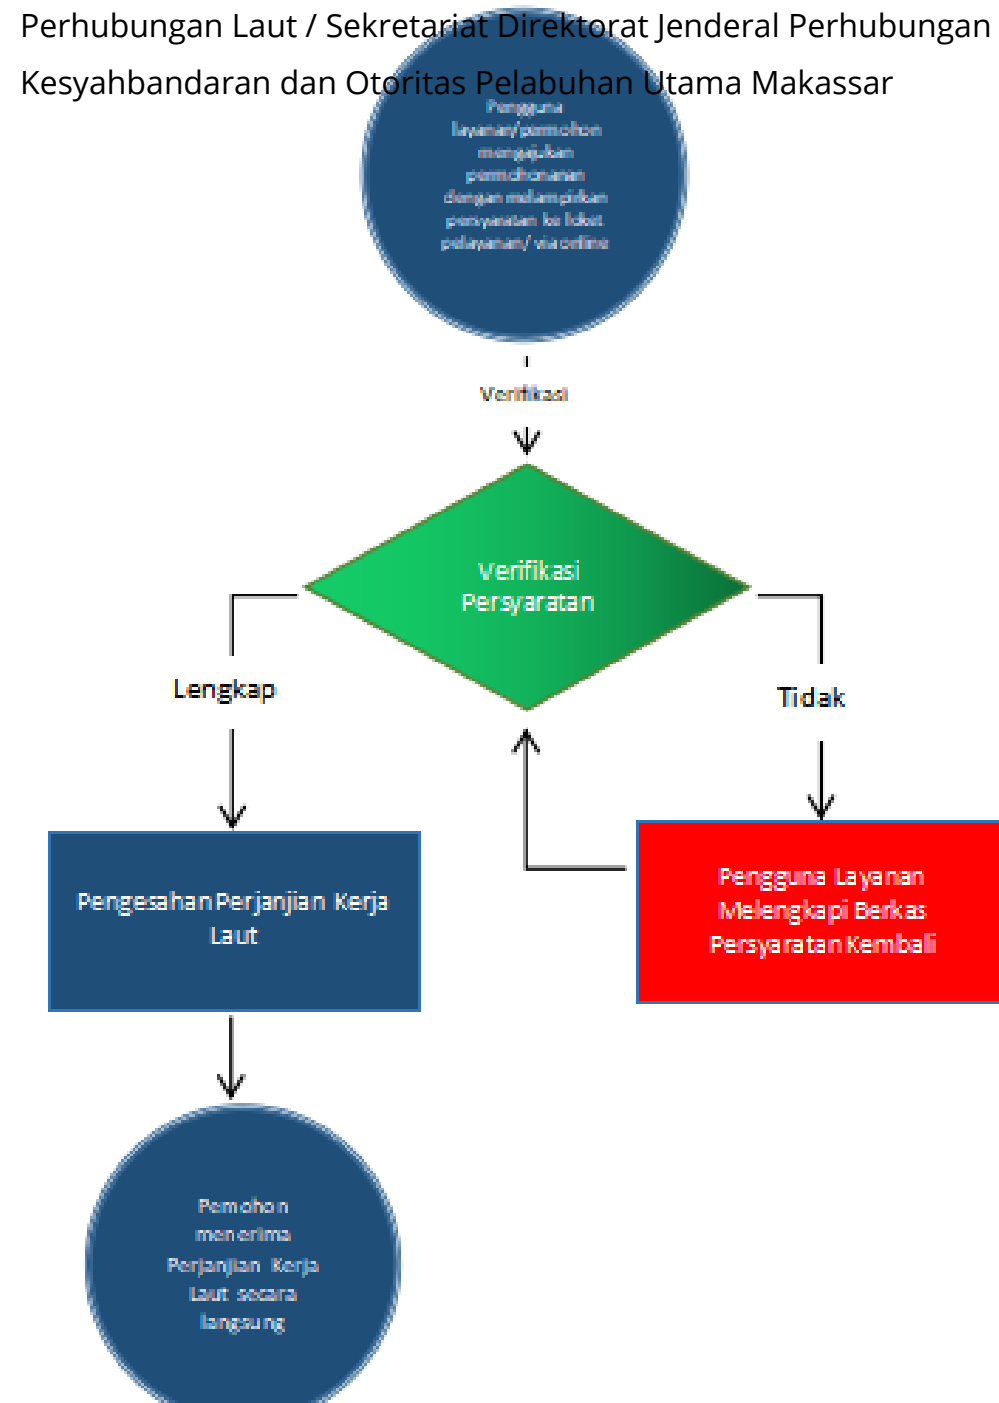 Perhubungan Laut / Sekretariat Direktorat Jenderal Perhubungan
Kesyahbandaran dan Otoritas Pelabuhan Utama Makassar
Pengguna
layanan/permohon
mengajukan
permohonanan
dengan melampirkan
persyaratan ke loket
pelayanan/ via online
Verifikasi
Verifikasi
Persyaratan
Lengkap
Tidak
Pengesahan Perjanjian Kerja
Laut
Pengguna Layanan
Melengkapi Berkas
Persyaratan Kembali
Pemohon
menerima
Perjanjian Kerja
Laut secara
langsung